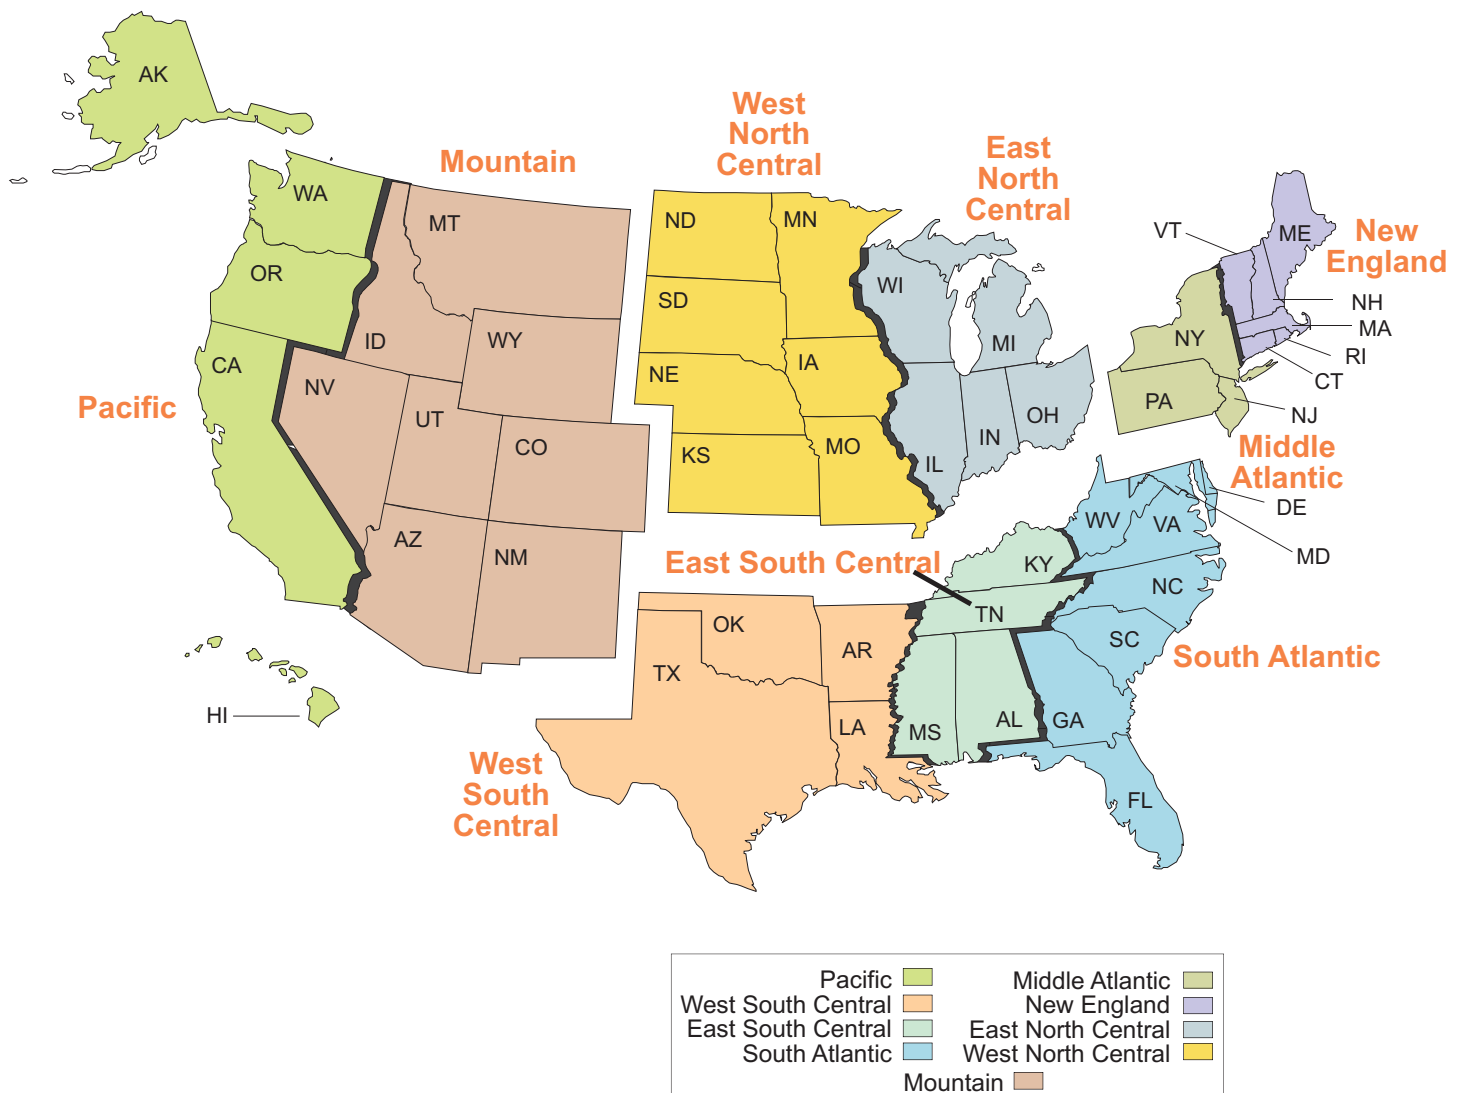 AK
West
North
Central
Mountain
East
North
Central
WA
MT
ND
MN
VT
ME
New
England
OR
WI
SD
NH
MA
ID
WY
NY
RI
CA
NV
NE
IA
MI
CT
Pacific
UT
PA
NJ
CO
KS
MO
IL
IN
OH
Middle
Atlantic
DE
AZ
NM
WV
VA
MD
East South Central
KY
NC
TN
OK
AR
SC
South Atlantic
TX
HI
LA
MS
AL
GA
West
South
Central
FL
Pacific
Middle Atlantic
West South Central
New England
East South Central
East North Central
South Atlantic
West North Central
Mountain